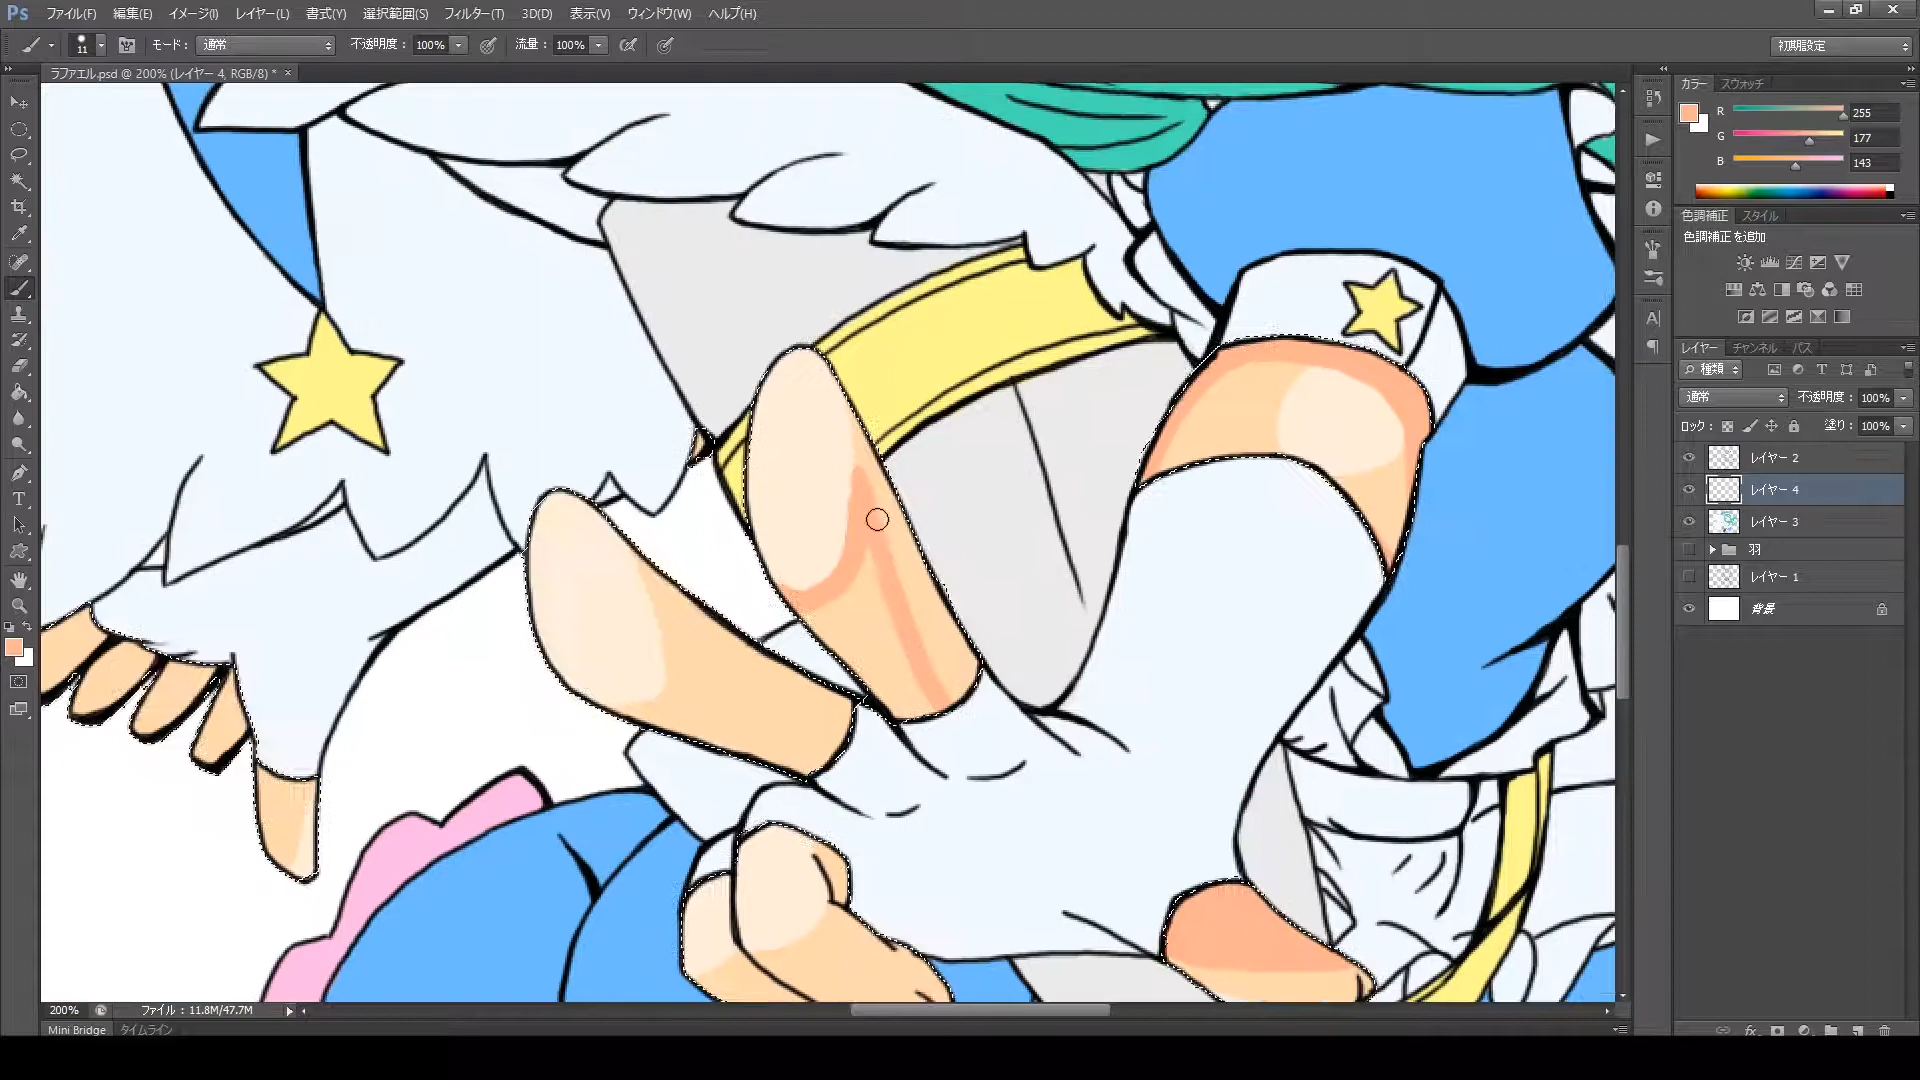 Ps ファイル(F) 編集(E) イメージ(I) レイヤー(L) 書式(Y) 選択範囲(S) フィルター(T) 3D(D) 表示(V) ウィンドウ(W) ヘルプ(H)
11 モード： 通常 不透明度： 100% 流量： 100% 初期設定
ラファエル.psd @ 200% (レイヤー 4, RGB/8) * ×
カラー スウォッチ
R 255
G 177
B 143
色調補正 スタイル
色調補正を追加
レイヤー チャンネル パス
種類
通常 不透明度： 100%
ロック： 塗り： 100%
レイヤー 2
レイヤー 4
レイヤー 3
羽
レイヤー 1
背景
200% ファイル：11.8M/47.7M
Mini Bridge タイムライン